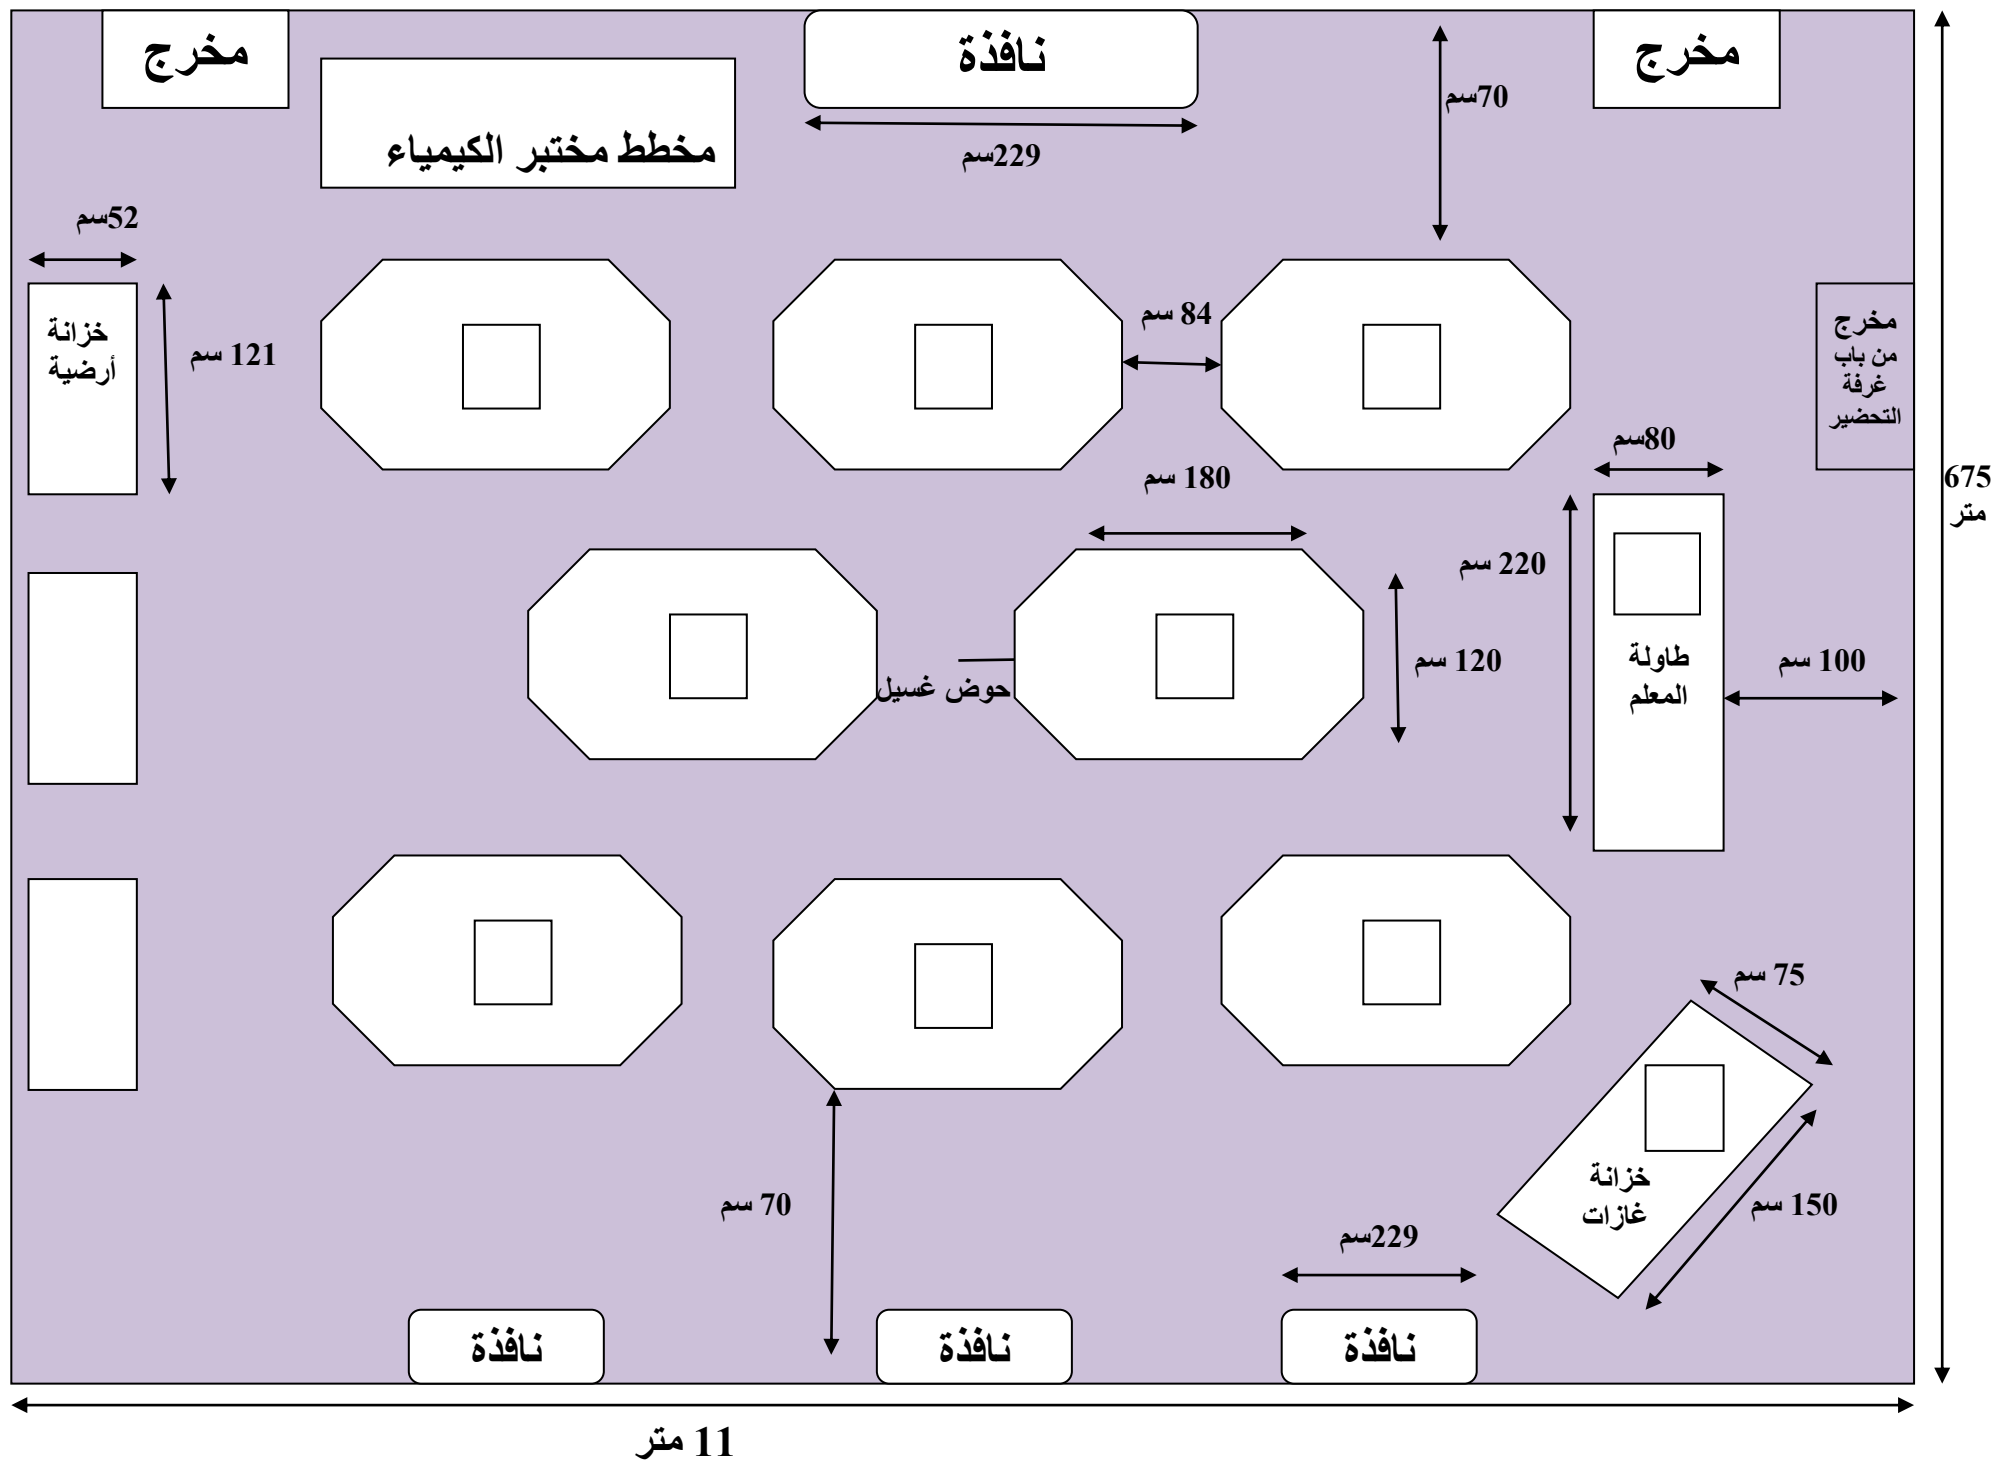 مخرج
نافذة
مخرج
70سم
مخطط مختبر الكيمياء
229سم
52سم
خزانة
أرضية
121 سم
84 سم
مخرج
من باب
غرفة
التحضير
80سم
180 سم
675
متر
220 سم
120 سم
طاولة
المعلم
100 سم
حوض غسيل
75 سم
خزانة
غازات
150 سم
70 سم
229سم
نافذة
نافذة
نافذة
11 متر